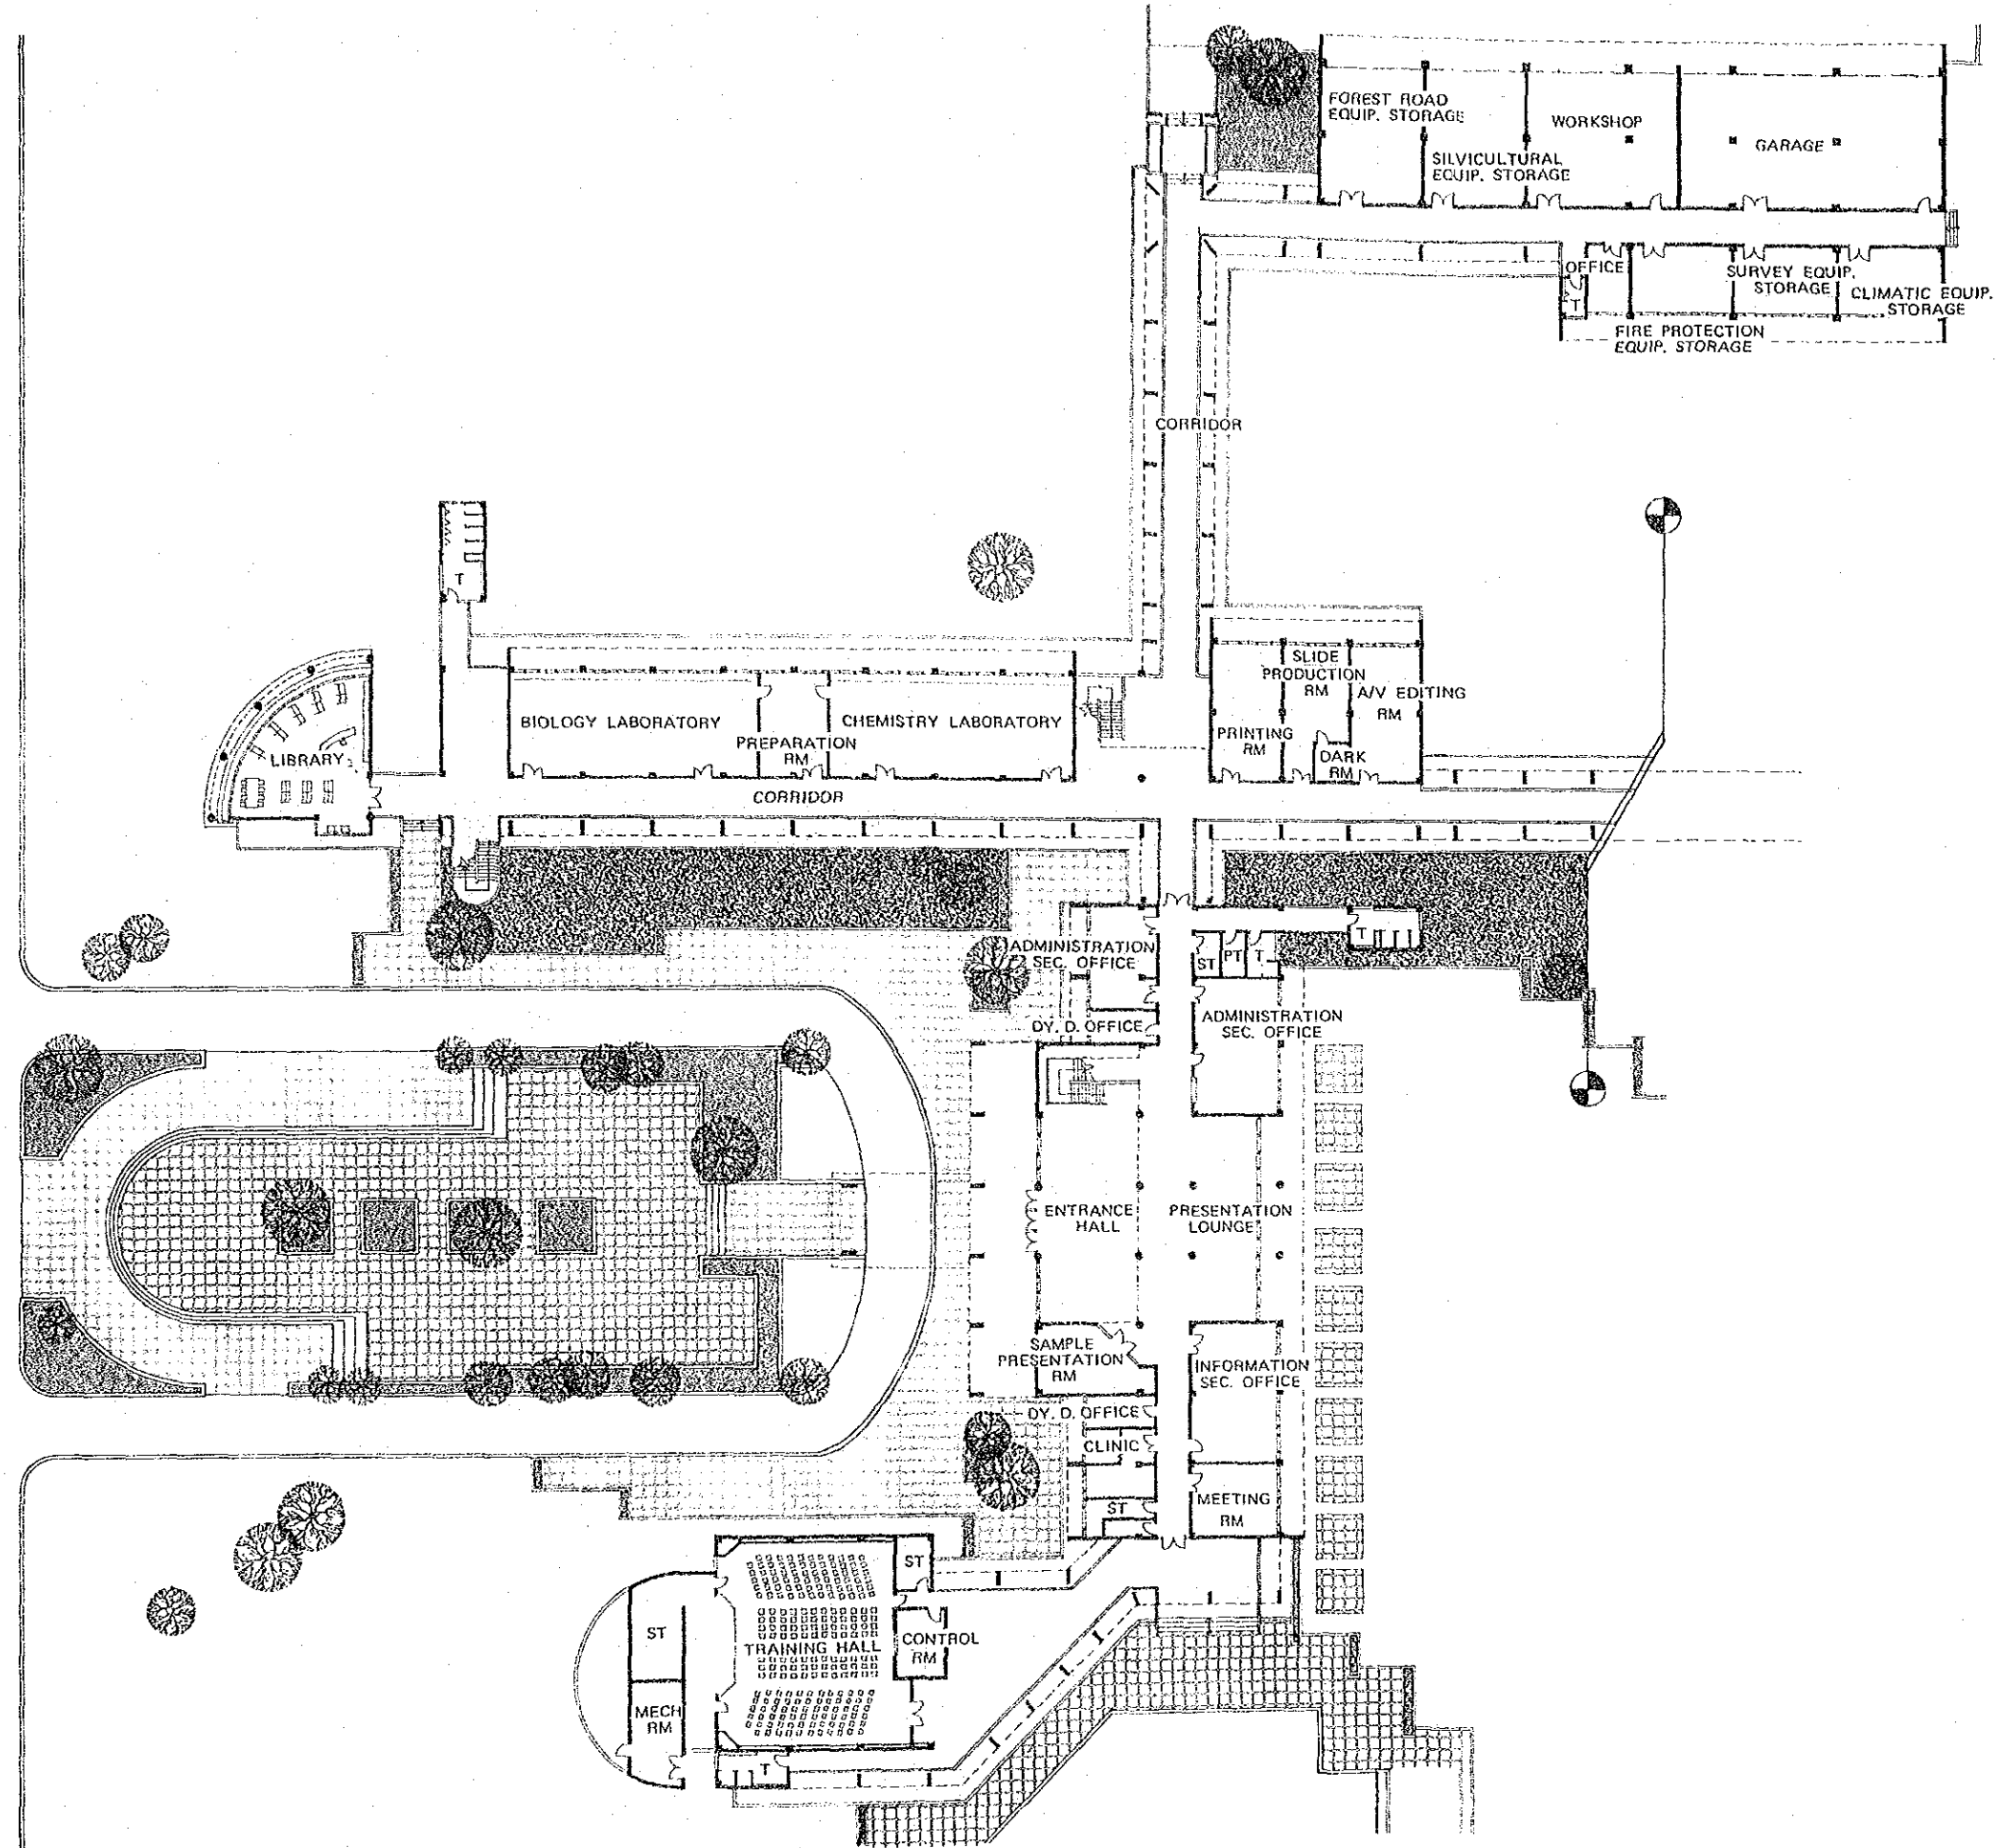 FOREST ROAD
EQUIP. STORAGE
WORKSHOP
GARAGE
SILVICULTURAL
EQUIP. STORAGE
OFFICE
T
SURVEY EQUIP.
STORAGE
CLIMATIC EQUIP.
STORAGE
FIRE PROTECTION
EQUIP. STORAGE
CORRIDOR
T
SLIDE
PRODUCTION
RM
A/V EDITING
RM
BIOLOGY LABORATORY
CHEMISTRY LABORATORY
PREPARATION
RM
PRINTING
RM
DARK
RM
LIBRARY
CORRIDOR
ADMINISTRATION
SEC. OFFICE
ST
PT
T
T
DY. D. OFFICE
ADMINISTRATION
SEC. OFFICE
ENTRANCE
HALL
PRESENTATION
LOUNGE
SAMPLE
PRESENTATION
RM
INFORMATION
SEC. OFFICE
DY. D. OFFICE
CLINIC
ST
MEETING
RM
ST
ST
TRAINING HALL
CONTROL
RM
MECH
RM
T